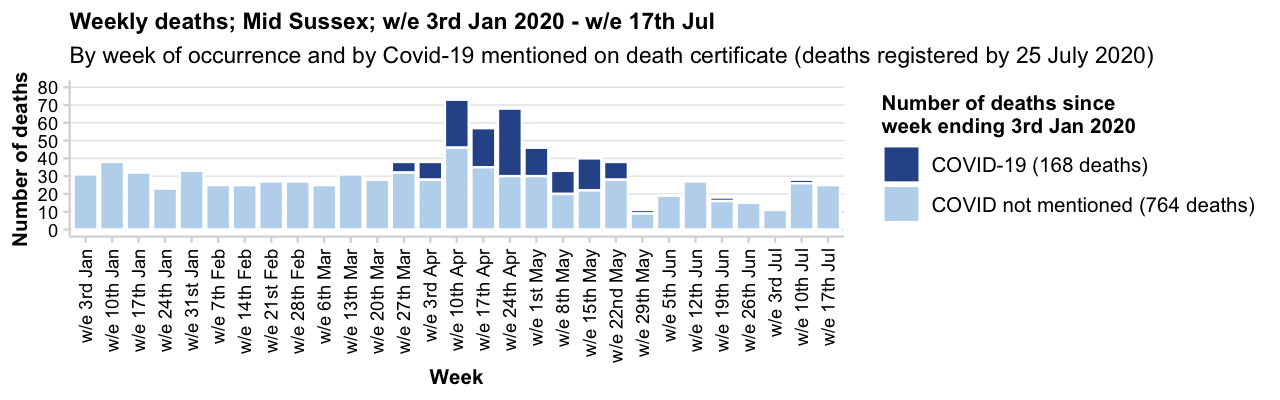 Weekly deaths; Mid Sussex; w/e 3rd Jan 2020 - w/e 17th Jul
By week of occurrence and by Covid-19 mentioned on death certificate (deaths registered by 25 July 2020)
Number of deaths
80
70
60
50
40
30
20
10
0
w/e 3rd Jan
w/e 10th Jan
w/e 17th Jan
w/e 24th Jan
w/e 31st Jan
w/e 7th Feb
w/e 14th Feb
w/e 21st Feb
w/e 28th Feb
w/e 6th Mar
w/e 13th Mar
w/e 20th Mar
w/e 27th Mar
w/e 3rd Apr
w/e 10th Apr
w/e 17th Apr
w/e 24th Apr
w/e 1st May
w/e 8th May
w/e 15th May
w/e 22nd May
w/e 29th May
w/e 5th Jun
w/e 12th Jun
w/e 19th Jun
w/e 26th Jun
w/e 3rd Jul
w/e 10th Jul
w/e 17th Jul
Week
Number of deaths since
week ending 3rd Jan 2020
COVID-19 (168 deaths)
COVID not mentioned (764 deaths)